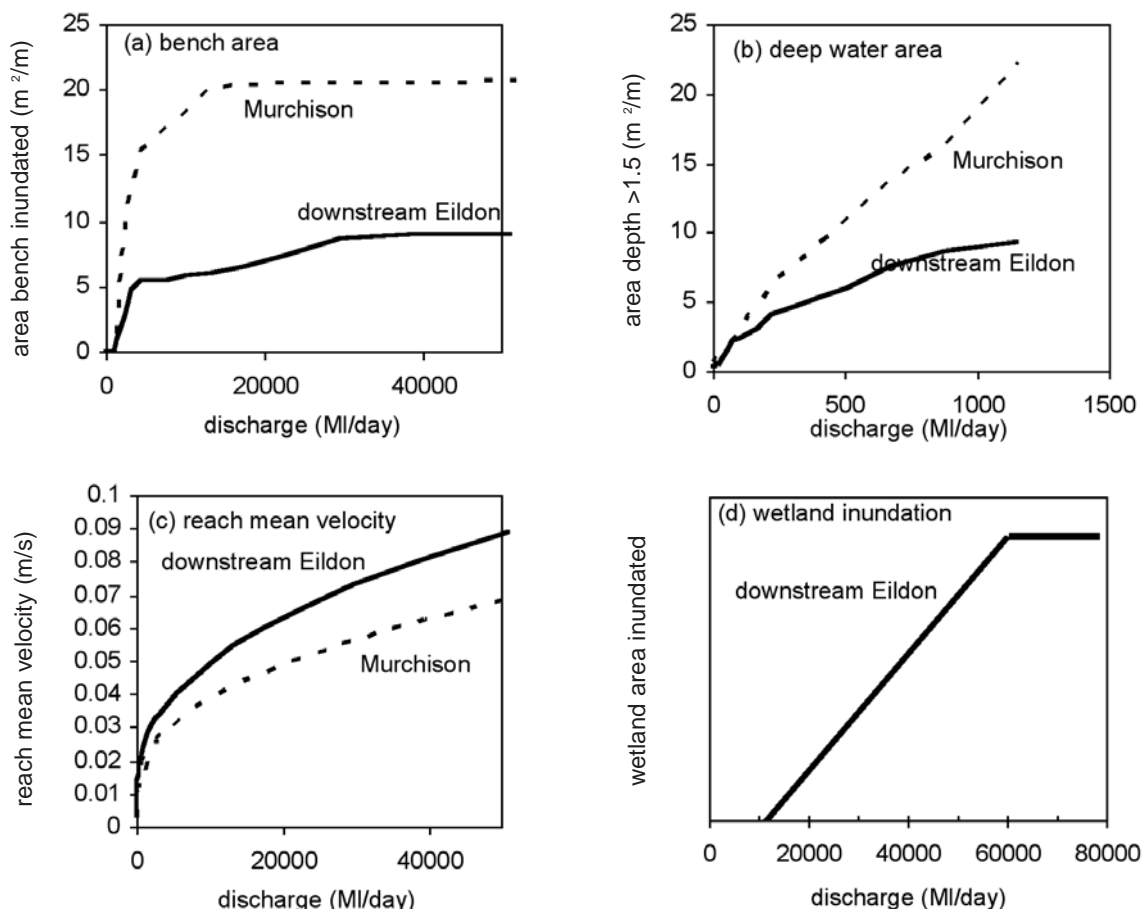 (a) bench area
area bench inundated (m ²/m)
25
20
15
10
5
0
Murchison
downstream Eildon
0
20000
40000
discharge (Ml/day)
(b) deep water area
area depth >1.5 (m ²/m)
25
20
15
10
5
0
Murchison
downstream Eildon
0
500
1000
1500
discharge (Ml/day)
(c) reach mean velocity
reach mean velocity (m/s)
0.1
0.09
0.08
0.07
0.06
0.05
0.04
0.03
0.02
0.01
0
downstream Eildon
Murchison
0
20000
40000
discharge (Ml/day)
(d) wetland inundation
wetland area inundated
downstream Eildon
0
20000
40000
60000
80000
discharge (Ml/day)